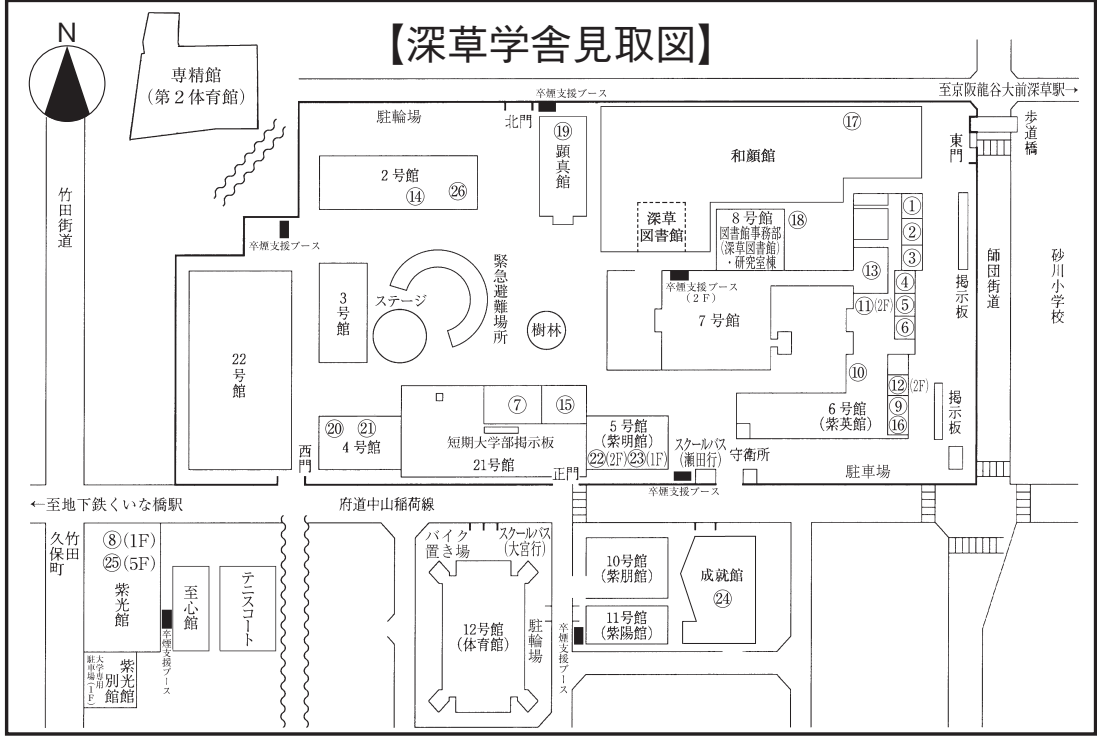 【深草学舎見取図】
N
専精館
(第2体育館)
卒煙支援ブース
至京阪龍谷大前深草駅→
駐輪場
北門
⑲
顕真館
⑰
和顔館
東門
歩道橋
2号館
⑭
㉖
竹田街道
卒煙支援ブース
深草
図書館
8号館
図書館事務部
(深草図書館)
・研究室棟
⑱
①
②
③
④
⑤
⑥
⑬
⑪(2F)
掲示板
師団街道
砂川小学校
緊急避難場所
ステージ
3号館
樹林
卒煙支援ブース
(2F)
7号館
22号館
⑩
⑫(2F)
⑨
⑯
6号館
(紫英館)
掲示板
⑦
⑮
短期大学部掲示板
21号館
⑳
㉑
4号館
5号館
(紫明館)
㉒(2F)㉓(1F)
スクールバス
(瀬田行)
守衛所
駐車場
西門
正門
卒煙支援ブース
←至地下鉄くいな橋駅
府道中山稲荷線
竹田
久保町
⑧(1F)
㉕(5F)
紫光館
至心館
テニスコート
卒煙支援ブース
紫光館
別館
大学専用
駐車場(1F)
バイク
置き場
スクールバス
(大宮行)
12号館
(体育館)
駐輪場
卒煙支援ブース
10号館
(紫朋館)
11号館
(紫陽館)
成就館
㉔